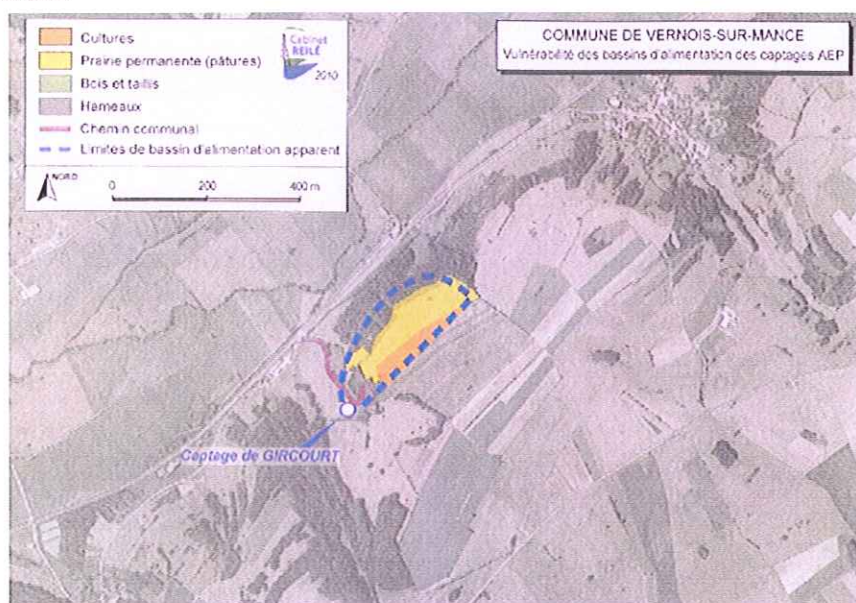 Cultures
Prairie permanente (pâtures)
Bois et taillis
Hameaux
Chemin communal
Limites de bassin d'alimentation apparent
Cabinet
REILÉ
2010
NORD
0 200 400 m
COMMUNE DE VERNOIS-SUR-MANCE
Vulnérabilité des bassins d'alimentation des captages AEP
Captage de GIRCOURT